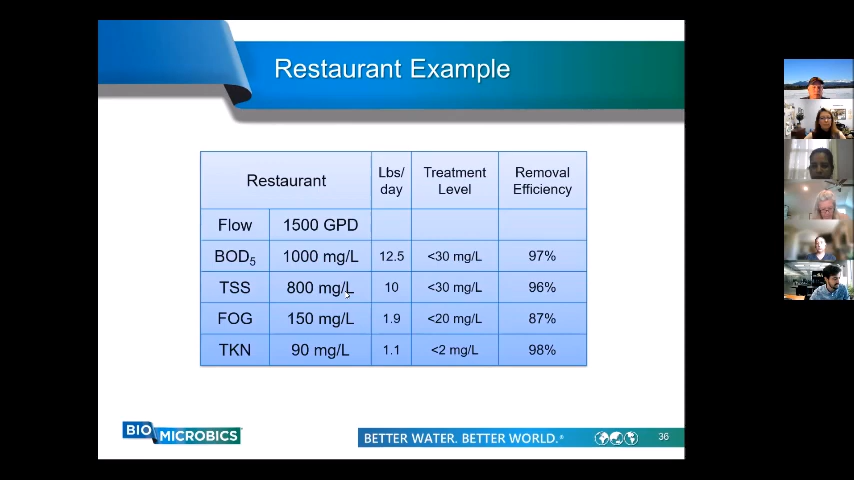 Restaurant Example
Restaurant Lbs/day Treatment Level Removal Efficiency
Flow 1500 GPD
BOD5 1000 mg/L 12.5 <30 mg/L 97%
TSS 800 mg/L 10 <30 mg/L 96%
FOG 150 mg/L 1.9 <20 mg/L 87%
TKN 90 mg/L 1.1 <2 mg/L 98%
BIO MICROBICS
BETTER WATER. BETTER WORLD.®
36